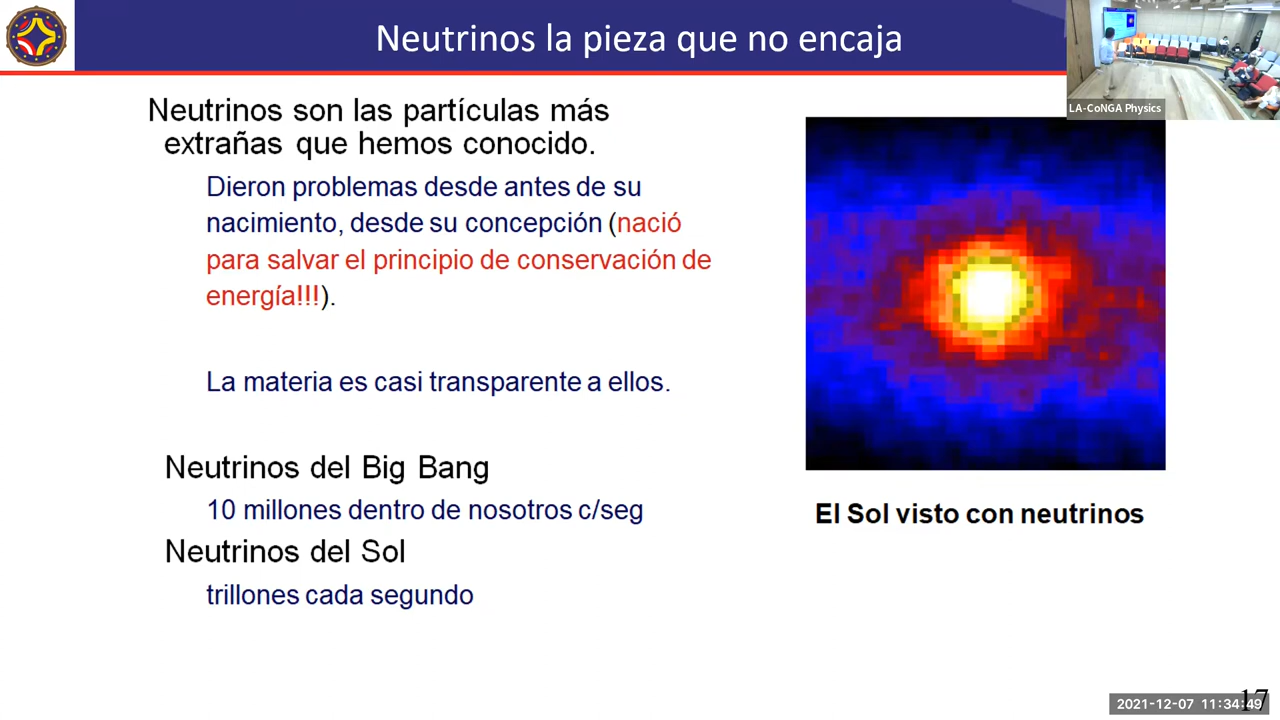 Neutrinos la pieza que no encaja
LA-CoNGA Physics
Neutrinos son las partículas más
extrañas que hemos conocido.
Dieron problemas desde antes de su
nacimiento, desde su concepción (nació
para salvar el principio de conservación de
energía!!!).
La materia es casi transparente a ellos.
Neutrinos del Big Bang
10 millones dentro de nosotros c/seg
Neutrinos del Sol
trillones cada segundo
El Sol visto con neutrinos
2021-12-07 11:34:49
17